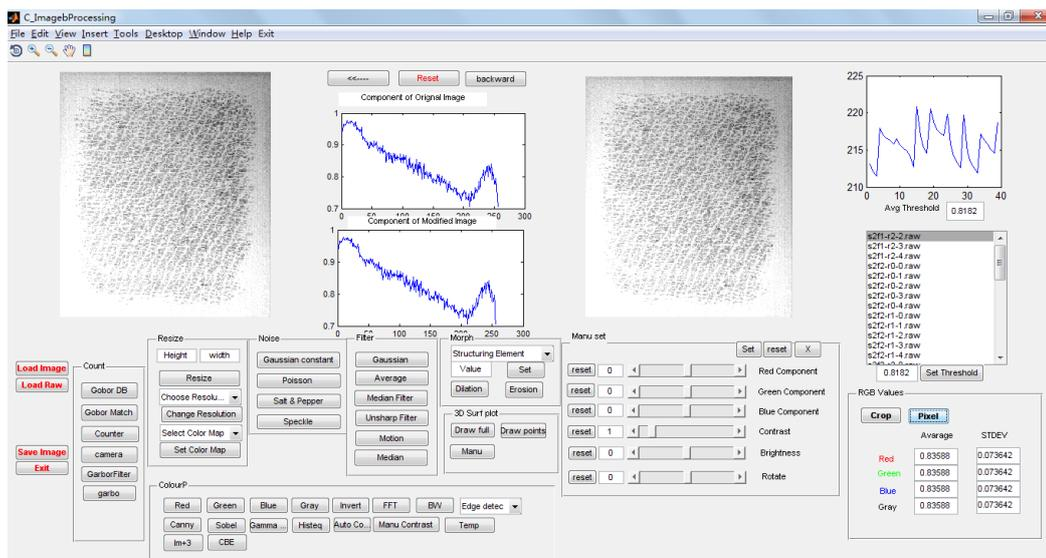 C_ImagebProcessing
File Edit View Insert Tools Desktop Window Help Exit
<<---- Reset backward
Component of Orignal Image
1
0.9
0.8
0.7
0 50 100 150 200 250 300
Component of Modified Image
1
0.9
0.8
0.7
0 50 100 150 200 250 300
225
220
215
210
0 10 20 30 40
Avg Threshold 0.8182
s2f1-r2-2.raw
s2f1-r2-3.raw
s2f1-r2-4.raw
s2f2-r0-0.raw
s2f2-r0-1.raw
s2f2-r0-2.raw
s2f2-r0-3.raw
s2f2-r0-4.raw
s2f2-r1-0.raw
s2f2-r1-1.raw
s2f2-r1-2.raw
s2f2-r1-3.raw
s2f2-r1-4.raw
0.8182 Set Threshold
Load Image
Load Raw
Save Image
Exit
Count
Gobor DB
Gobor Match
Counter
camera
GarborFilter
garbo
Resize
Height width
Resize
Choose Resolu...
Change Resolution
Select Color Map
Set Color Map
Noise
Gaussian constant
Poisson
Salt & Pepper
Speckle
Filter
Gaussian
Average
Median Filter
Unsharp Filter
Motion
Median
Morph
Structuring Element
Value Set
Dilation Erosion
3D Surf plot
Draw full Draw points
Manu
Manu set
Set reset X
reset 0 Red Component
reset 0 Green Component
reset 0 Blue Component
reset 1 Contrast
reset 0 Brightness
reset 0 Rotate
RGB Values
Crop Pixel
Avarage STDEV
Red 0.83588 0.073642
Green 0.83588 0.073642
Blue 0.83588 0.073642
Gray 0.83588 0.073642
ColourP
Red Green Blue Gray Invert FFT BW Edge detec
Canny Sobel Gamma ... Histeq Auto Co... Manu Contrast Temp
Im+3 CBE